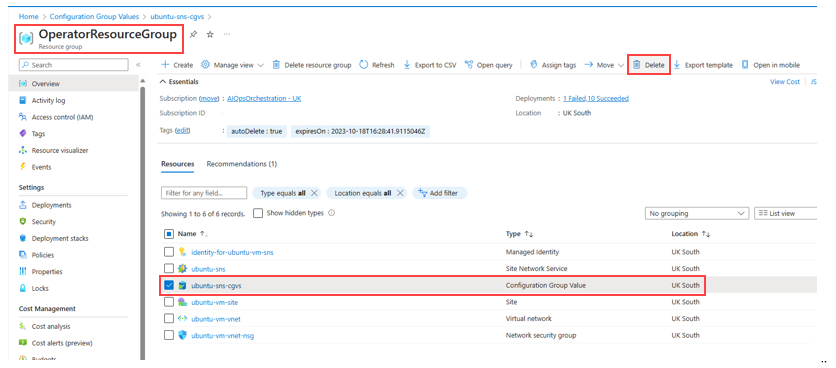 Home > Configuration Group Values > ubuntu-sns-cgvs >
OperatorResourceGroup
Resource group
Search
Create Manage view Delete resource group Refresh Export to CSV Open query Assign tags Move Delete Export template Open in mobile
Overview
Activity log
Access control (IAM)
Tags
Resource visualizer
Events
Settings
Deployments
Security
Deployment stacks
Policies
Properties
Locks
Cost Management
Cost analysis
Cost alerts (preview)
Budgets
Essentials
View Cost JS
Subscription (move) : AIOpsOrchestration - UK
Deployments : 1 Failed,10 Succeeded
Subscription ID
Location : UK South
Tags (edit) : autoDelete : true expiresOn : 2023-10-18T16:28:41.9115046Z
Resources Recommendations (1)
Filter for any field... Type equals all Location equals all Add filter
Showing 1 to 6 of 6 records. Show hidden types No grouping List view
Name Type Location
identity-for-ubuntu-vm-sns Managed Identity UK South
ubuntu-sns Site Network Service UK South
ubuntu-sns-cgvs Configuration Group Value UK South
ubuntu-vm-site Site UK South
ubuntu-vm-vnet Virtual network UK South
ubuntu-vm-vnet-nsg Network security group UK South
..